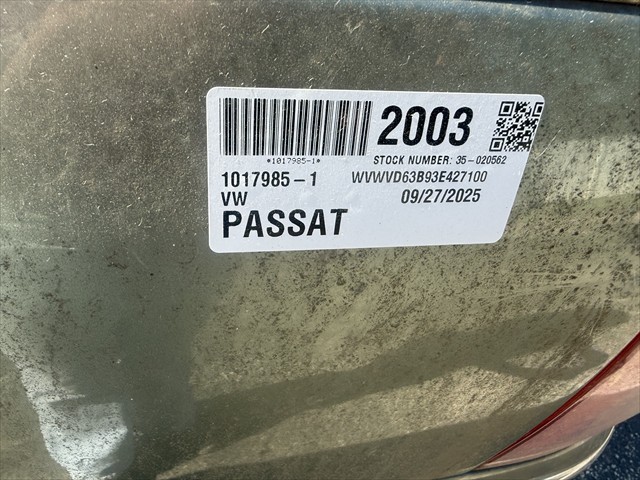 2003
*1017985-1*
STOCK NUMBER: 35-020562
1017985-1 WVWVD63B93E427100
VW 09/27/2025
PASSAT